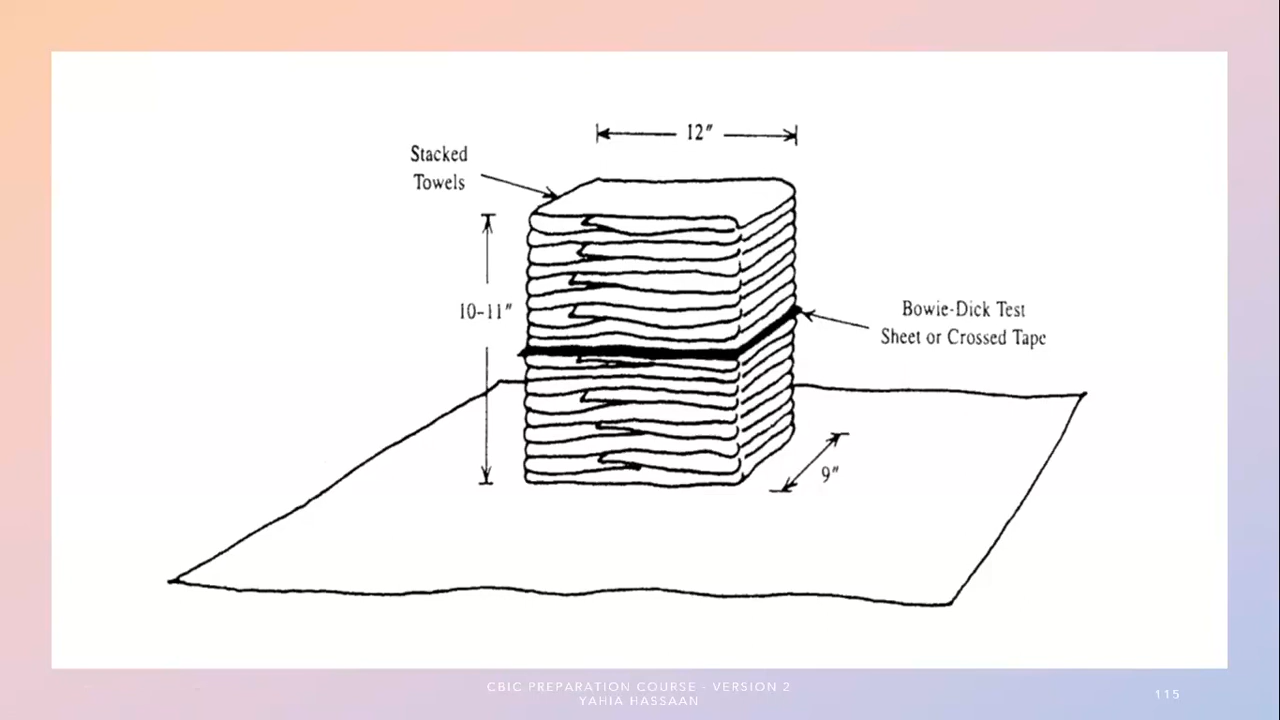 12″
Stacked
Towels
10-11″
Bowie-Dick Test
Sheet or Crossed Tape
9″
CBIC PREPARATION COURSE - VERSION 2
YAHIA HASSAAN
115